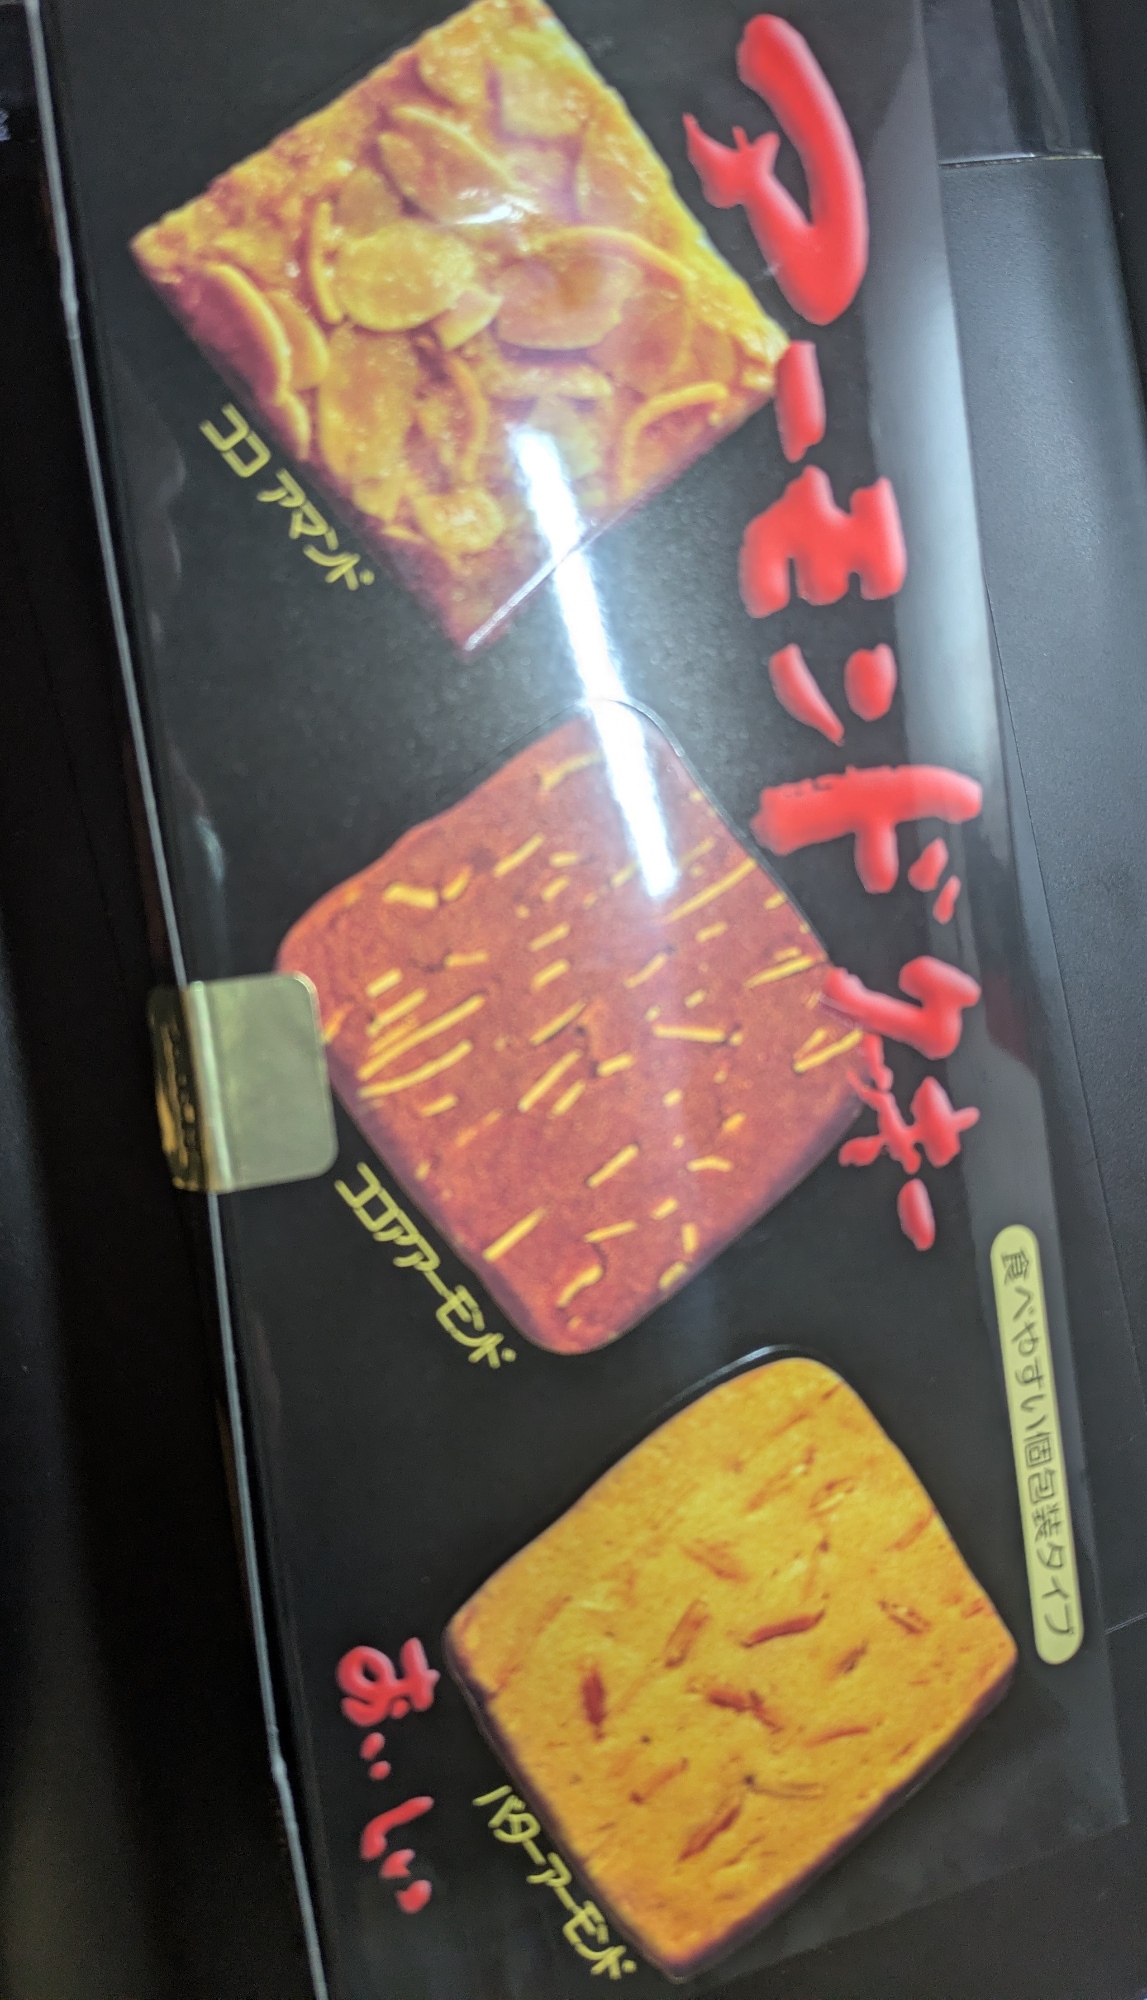 アーモンドクッキー
食べやすい個包装タイプ
ココ アマンド
ココアアーモンド
バターアーモンド
おいしい